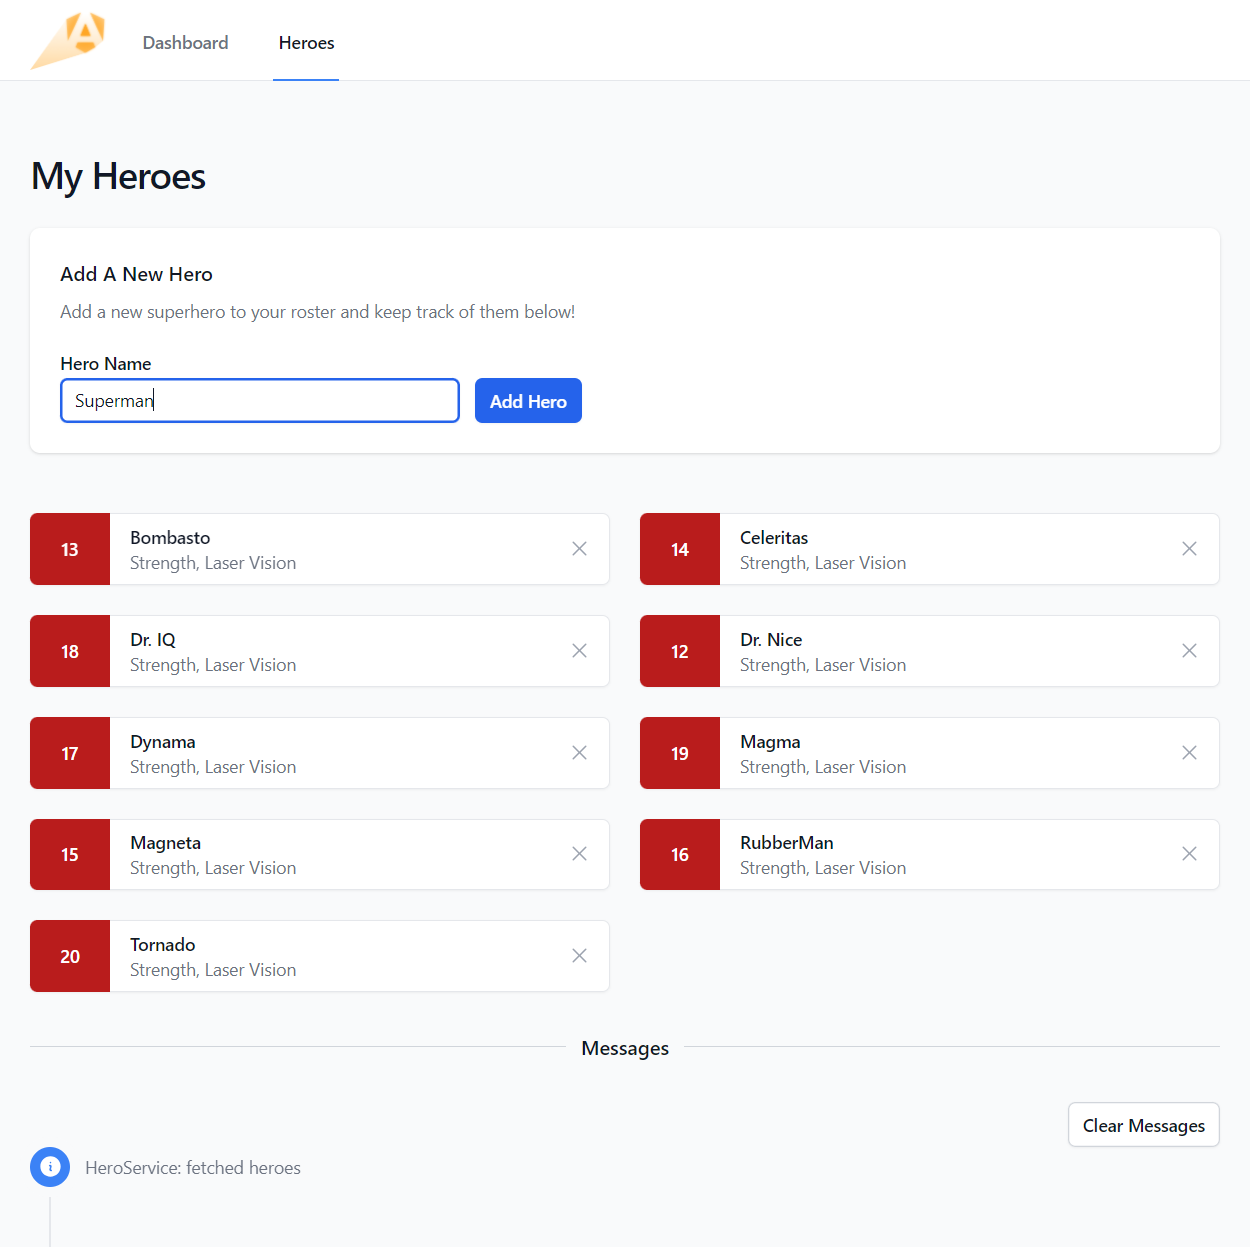 Dashboard
Heroes
My Heroes
Add A New Hero
Add a new superhero to your roster and keep track of them below!
Hero Name
Superman
Add Hero
13
Bombasto
Strength, Laser Vision
14
Celeritas
Strength, Laser Vision
18
Dr. IQ
Strength, Laser Vision
12
Dr. Nice
Strength, Laser Vision
17
Dynama
Strength, Laser Vision
19
Magma
Strength, Laser Vision
15
Magneta
Strength, Laser Vision
16
RubberMan
Strength, Laser Vision
20
Tornado
Strength, Laser Vision
Messages
Clear Messages
HeroService: fetched heroes